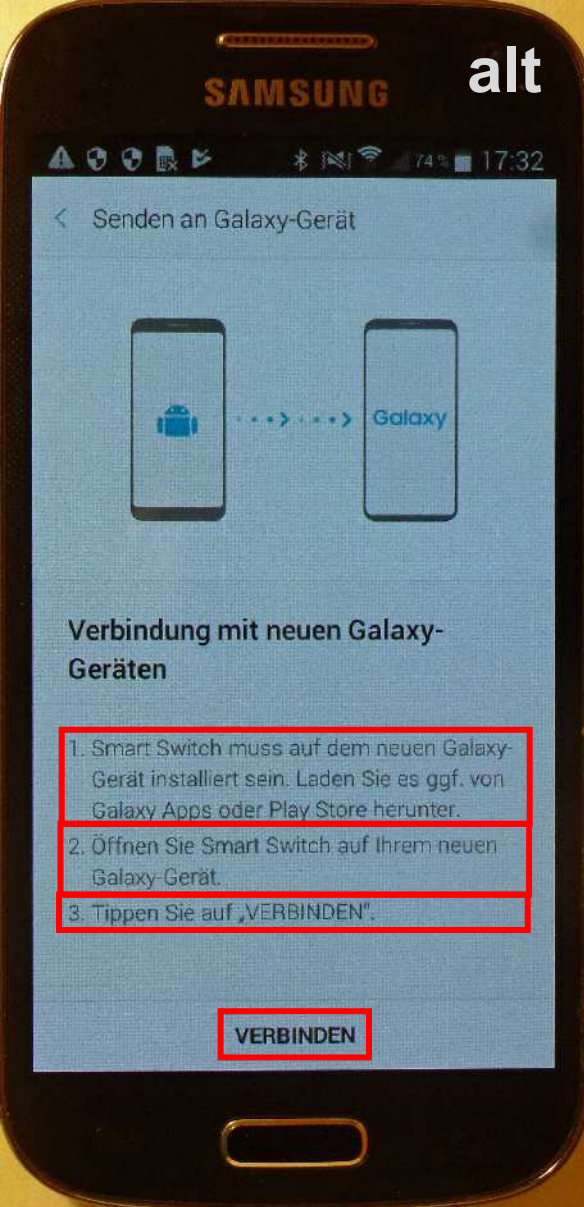 alt
SAMSUNG
74% 17:32
< Senden an Galaxy-Gerät
Galaxy
Verbindung mit neuen Galaxy-
Geräten
1. Smart Switch muss auf dem neuen Galaxy-
Gerät installiert sein. Laden Sie es ggf. von
Galaxy Apps oder Play Store herunter.
2. Öffnen Sie Smart Switch auf Ihrem neuen
Galaxy-Gerät.
3. Tippen Sie auf „VERBINDEN“.
VERBINDEN